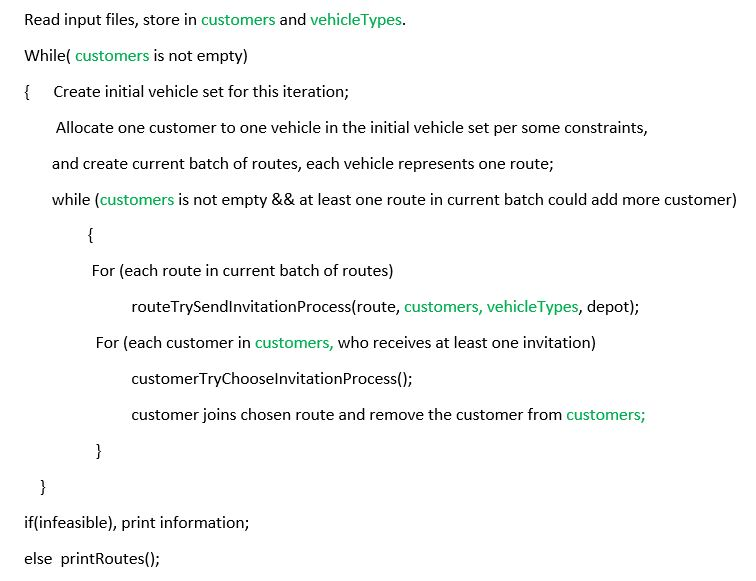 Read input files, store in customers and vehicleTypes.
While( customers is not empty)
{ Create initial vehicle set for this iteration;
Allocate one customer to one vehicle in the initial vehicle set per some constraints,
and create current batch of routes, each vehicle represents one route;
while (customers is not empty && at least one route in current batch could add more customer)
{
For (each route in current batch of routes)
routeTrySendInvitationProcess(route, customers, vehicleTypes, depot);
For (each customer in customers, who receives at least one invitation)
customerTryChooseInvitationProcess();
customer joins chosen route and remove the customer from customers;
}
}
if(infeasible), print information;
else printRoutes();